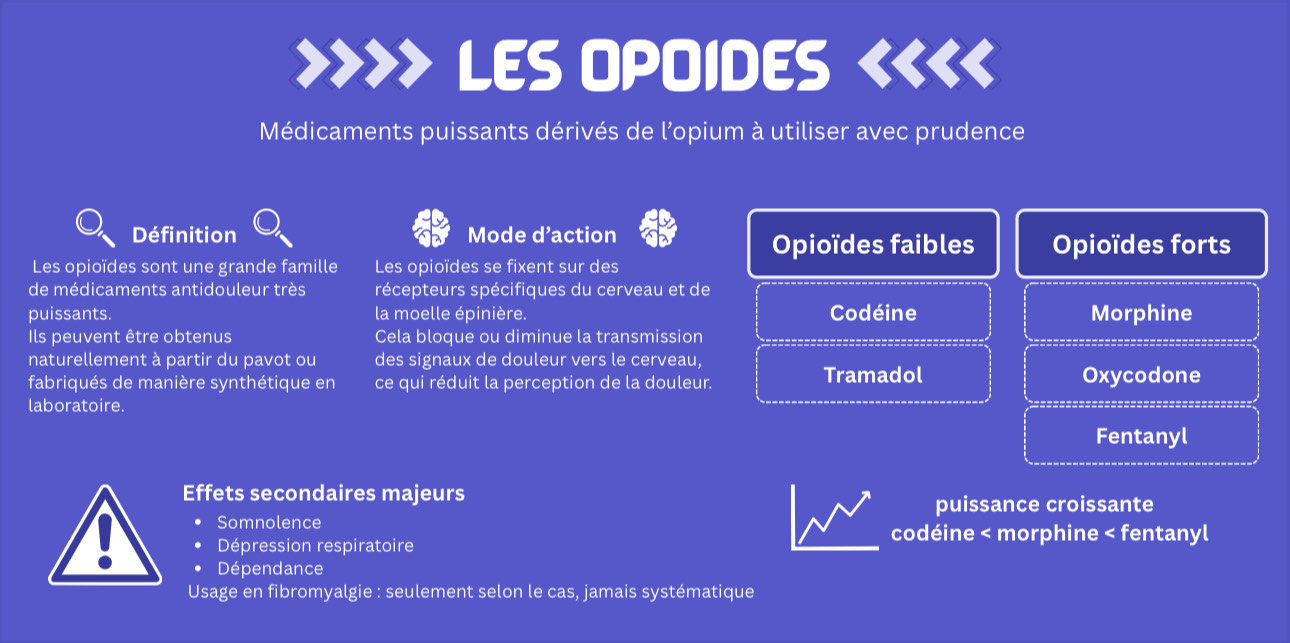 LES OPOIDES
Médicaments puissants dérivés de l'opium à utiliser avec prudence
Définition
Les opioïdes sont une grande famille
de médicaments antidouleur très
puissants.
Ils peuvent être obtenus
naturellement à partir du pavot ou
fabriqués de manière synthétique en
laboratoire.
Mode d'action
Les opioïdes se fixent sur des
récepteurs spécifiques du cerveau et de
la moelle épinière.
Cela bloque ou diminue la transmission
des signaux de douleur vers le cerveau,
ce qui réduit la perception de la douleur.
Opioïdes faibles
Codéine
Tramadol
Opioïdes forts
Morphine
Oxycodone
Fentanyl
Effets secondaires majeurs
• Somnolence
• Dépression respiratoire
• Dépendance
Usage en fibromyalgie : seulement selon le cas, jamais systématique
puissance croissante
codéine < morphine < fentanyl